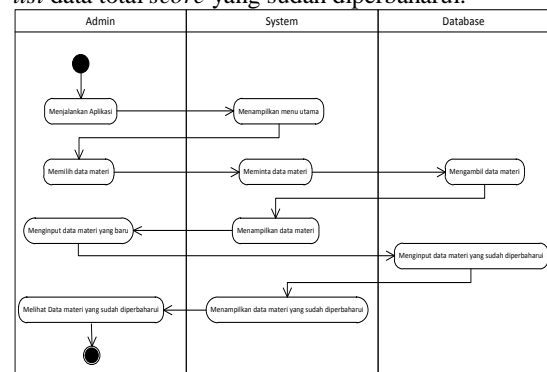 list data total score yang sudah diperbaharui.
Admin System Database
Menjalankan Aplikasi Menampilkan menu utama
Memilih data materi Meminta data materi Mengambil data materi
Menginput data materi yang baru Menampilkan data materi
Menginput data materi yang sudah diperbaharui
Melihat Data materi yang sudah diperbaharui Menampilkan data materi yang sudah diperbaharui